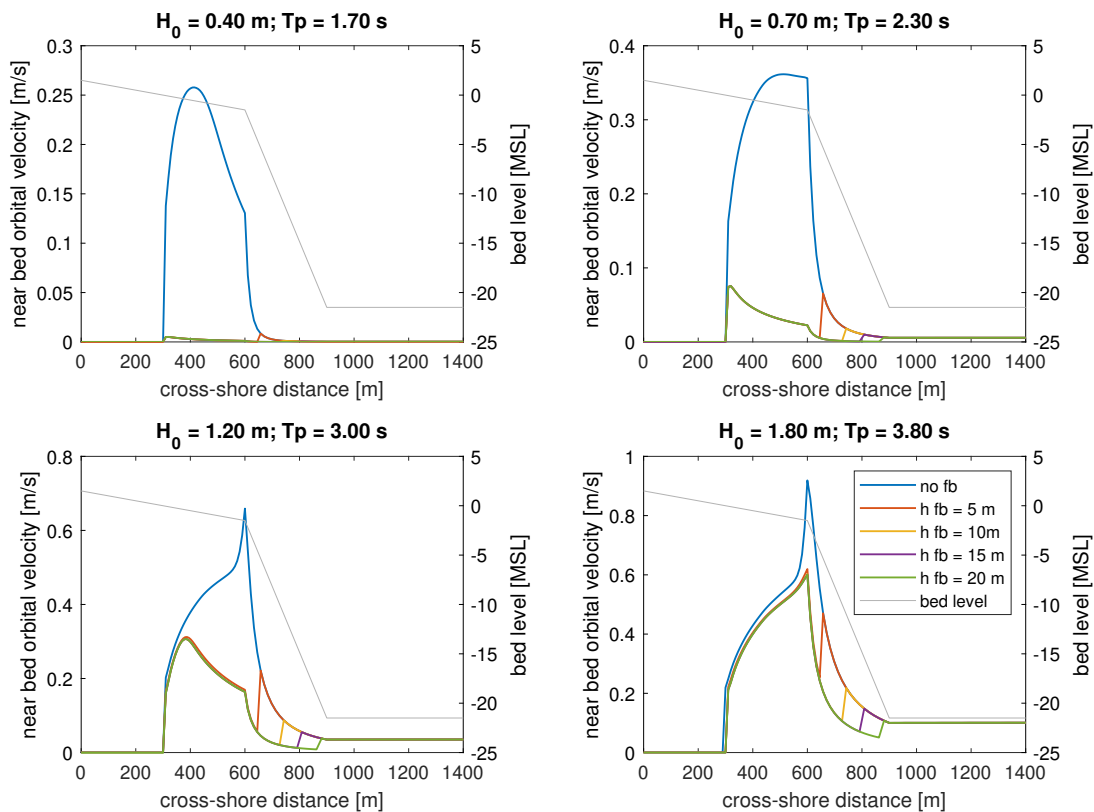 H0 = 0.40 m; Tp = 1.70 s
near bed orbital velocity [m/s]
0.3
0.25
0.2
0.15
0.1
0.05
0
5
0
-5
-10
-15
-20
-25
bed level [MSL]
0 200 400 600 800 1000 1200 1400
cross-shore distance [m]
H0 = 0.70 m; Tp = 2.30 s
near bed orbital velocity [m/s]
0.4
0.3
0.2
0.1
0
5
0
-5
-10
-15
-20
-25
bed level [MSL]
0 200 400 600 800 1000 1200 1400
cross-shore distance [m]
H0 = 1.20 m; Tp = 3.00 s
near bed orbital velocity [m/s]
0.8
0.6
0.4
0.2
0
5
0
-5
-10
-15
-20
-25
bed level [MSL]
0 200 400 600 800 1000 1200 1400
cross-shore distance [m]
H0 = 1.80 m; Tp = 3.80 s
near bed orbital velocity [m/s]
1
0.8
0.6
0.4
0.2
0
no fb
h fb = 5 m
h fb = 10m
h fb = 15 m
h fb = 20 m
bed level
5
0
-5
-10
-15
-20
-25
bed level [MSL]
0 200 400 600 800 1000 1200 1400
cross-shore distance [m]